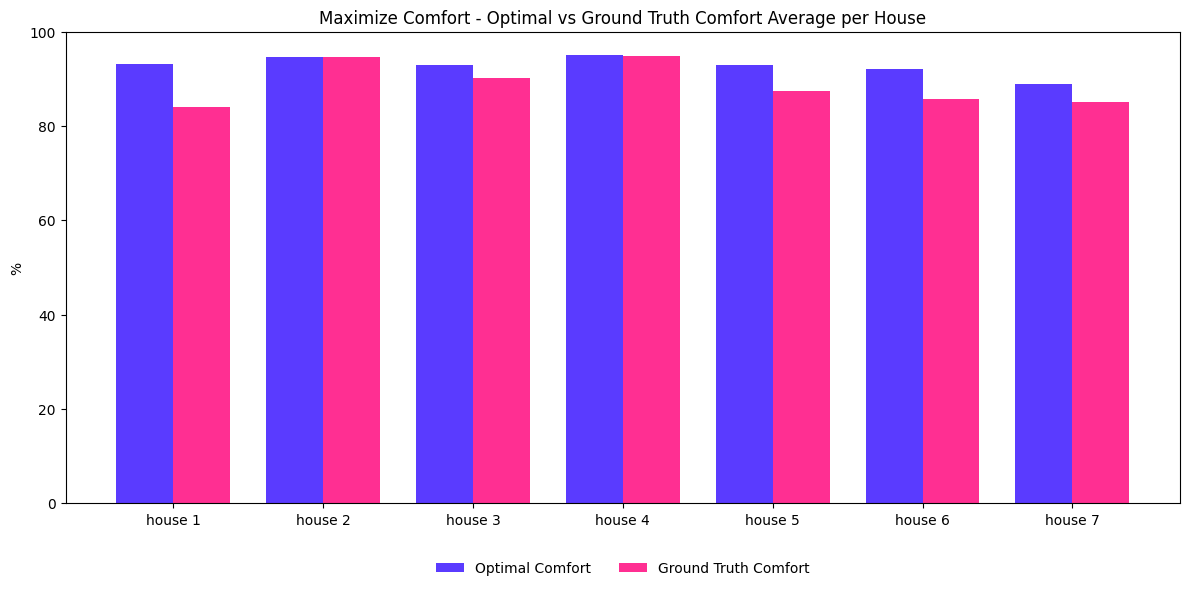 Maximize Comfort - Optimal vs Ground Truth Comfort Average per House
100
80
60
40
20
0
%
house 1 house 2 house 3 house 4 house 5 house 6 house 7
Optimal Comfort Ground Truth Comfort